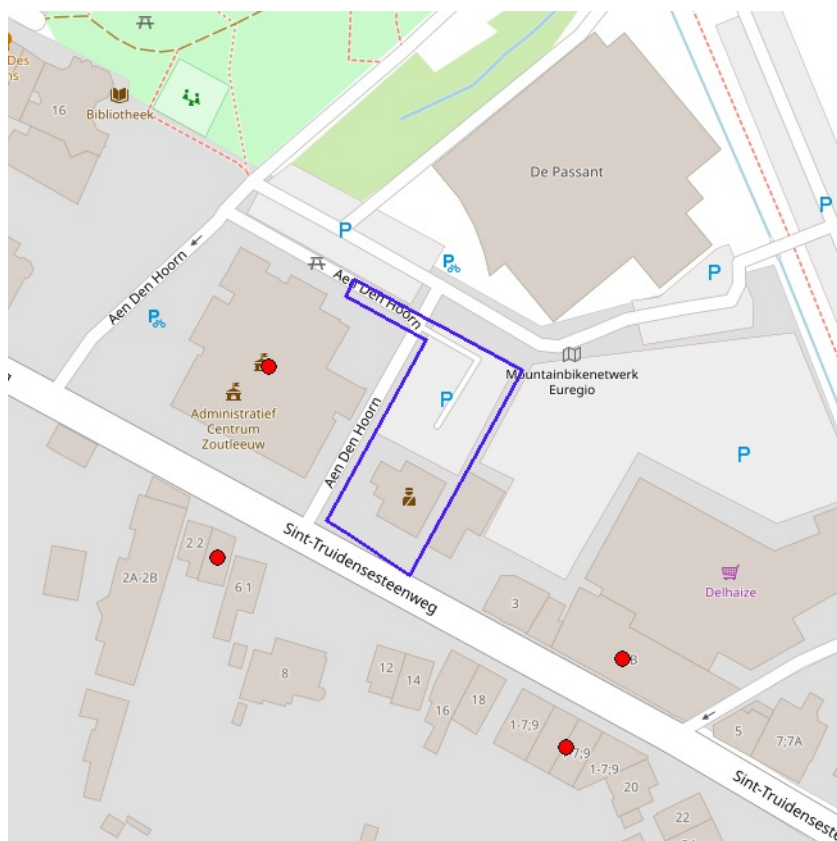 Des
ns
16
Bibliotheek
De Passant
P
P
P
P
P
Aen Den Hoorn
Aen Den Hoorn
P
Mountainbikenetwerk
Euregio
Administratief
Centrum
Zoutleeuw
P
Aen Den Hoorn
P
2 2
2A-2B
6 1
Sint-Truidensesteenweg
Delhaize
3
B
8
12
14
16
18
1-7;9
1-7;9
1-7;9
20
22
5
7;7A
Sint-Truidenseste